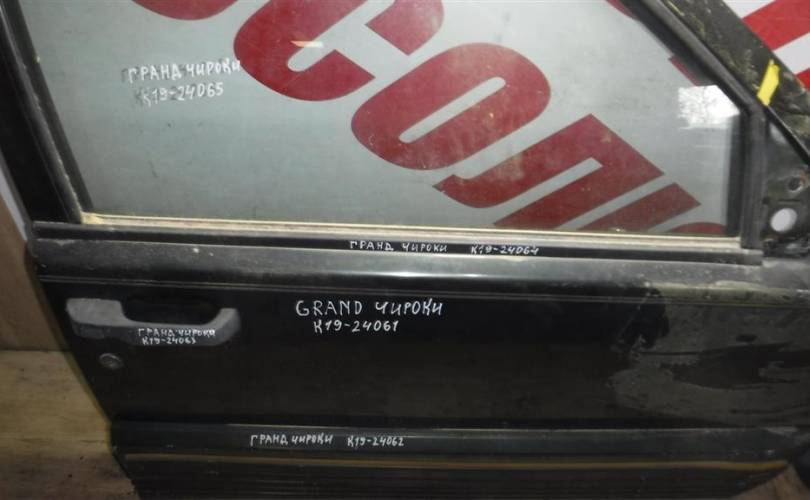 ГРАНД ЧИРОКИ
К19-24065
СОЛЮ
ГРАНД ЧИРОКИ К19-24064
GRAND ЧИРОКИ
К19-24061
ГРАНД ЧИРОКИ
К19-24063
ГРАНД ЧИРОКИ К19-24062